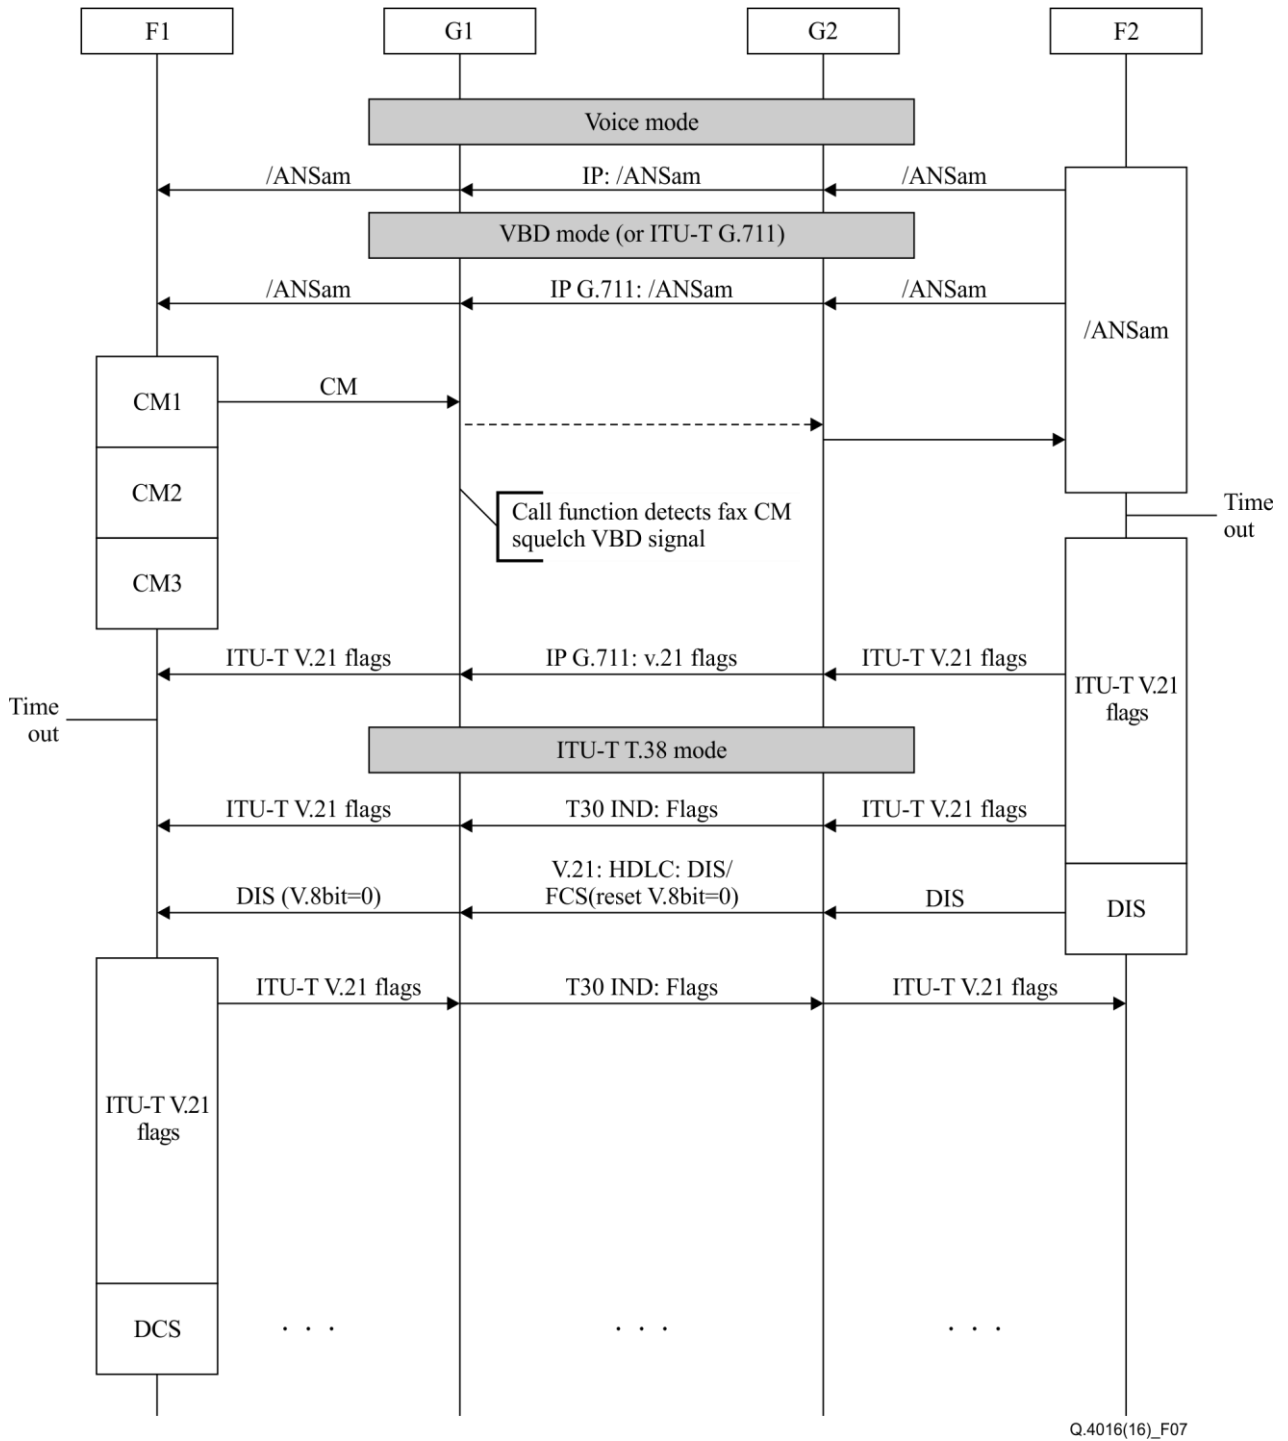 F1
G1
G2
F2
Voice mode
/ANSam
IP: /ANSam
/ANSam
VBD mode (or ITU-T G.711)
/ANSam
IP G.711: /ANSam
/ANSam
/ANSam
CM1
CM
CM2
Call function detects fax CM
squelch VBD signal
Time
out
CM3
ITU-T V.21 flags
IP G.711: v.21 flags
ITU-T V.21 flags
ITU-T V.21
flags
Time
out
ITU-T T.38 mode
ITU-T V.21 flags
T30 IND: Flags
ITU-T V.21 flags
DIS (V.8bit=0)
V.21: HDLC: DIS/
FCS(reset V.8bit=0)
DIS
DIS
ITU-T V.21 flags
T30 IND: Flags
ITU-T V.21 flags
ITU-T V.21
flags
DCS
. . .
. . .
. . .
Q.4016(16)_F07